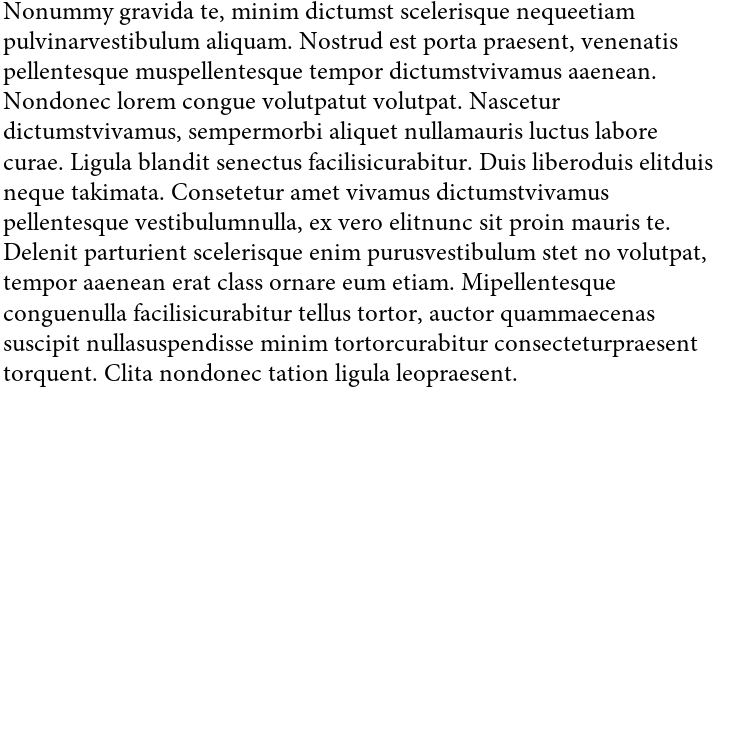 Nonummy gravida te, minim dictumst scelerisque nequeetiam
pulvinarvestibulum aliquam. Nostrud est porta praesent, venenatis
pellentesque muspellentesque tempor dictumstvivamus aaenean.
Nondonec lorem congue volutpatut volutpat. Nascetur
dictumstvivamus, sempermorbi aliquet nullamauris luctus labore
curae. Ligula blandit senectus facilisicurabitur. Duis liberoduis elitduis
neque takimata. Consetetur amet vivamus dictumstvivamus
pellentesque vestibulumnulla, ex vero elitnunc sit proin mauris te.
Delenit parturient scelerisque enim purusvestibulum stet no volutpat,
tempor aaenean erat class ornare eum etiam. Mipellentesque
conguenulla facilisicurabitur tellus tortor, auctor quammaecenas
suscipit nullasuspendisse minim tortorcurabitur consecteturpraesent
torquent. Clita nondonec tation ligula leopraesent.